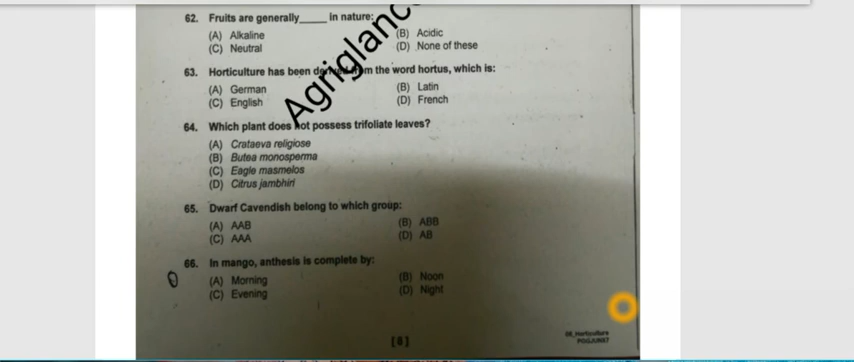 62. Fruits are generally_____ in nature:
(A) Alkaline (B) Acidic
(C) Neutral (D) None of these
63. Horticulture has been derived from the word hortus, which is:
(A) German (B) Latin
(C) English (D) French
64. Which plant does not possess trifoliate leaves?
(A) Crataeva religiose
(B) Butea monosperma
(C) Eagle masmelos
(D) Citrus jambhiri
65. Dwarf Cavendish belong to which group:
(A) AAB (B) ABB
(C) AAA (D) AB
66. In mango, anthesis is complete by:
(A) Morning (B) Noon
(C) Evening (D) Night
[8]
Horticulture
Agriglanc